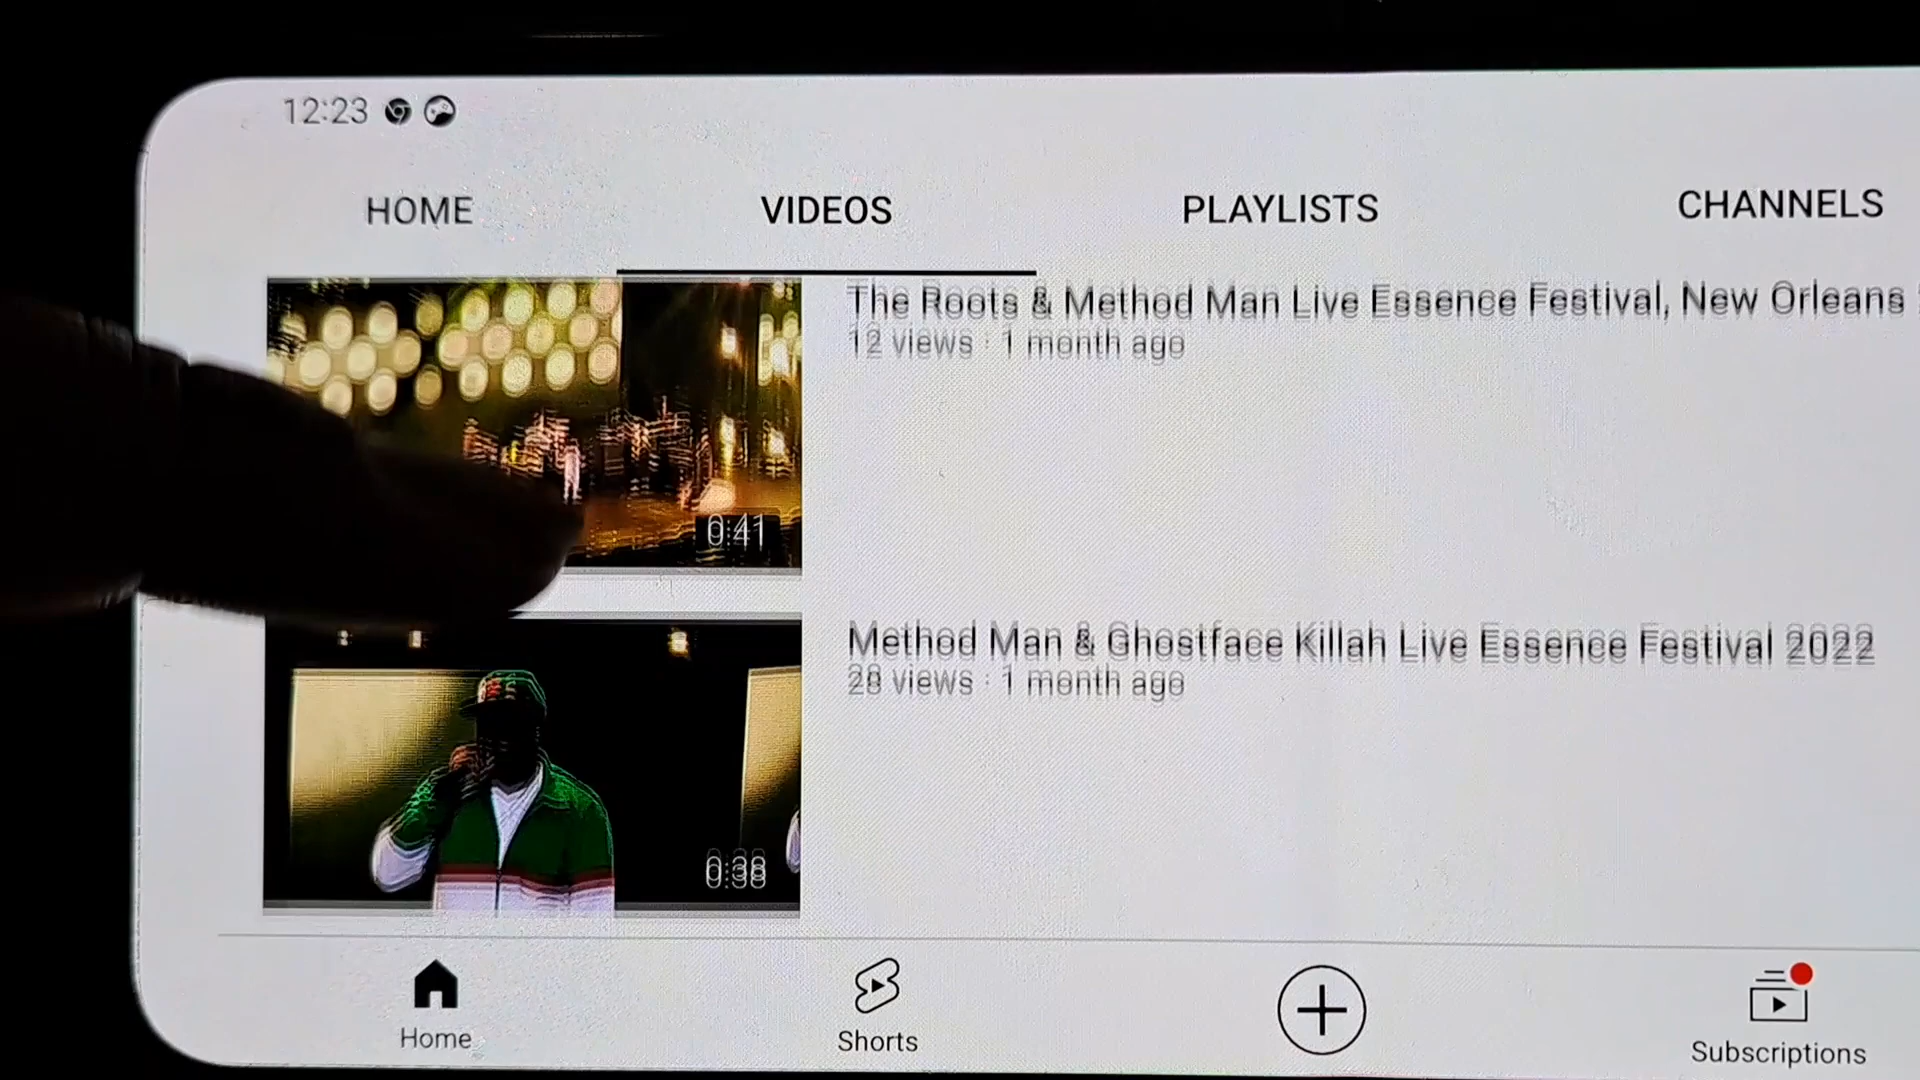 12:23
HOME VIDEOS PLAYLISTS CHANNELS
The Roots & Method Man Live Essence Festival, New Orleans
12 views · 1 month ago
0:41
Method Man & Ghostface Killah Live Essence Festival 2022
28 views · 1 month ago
0:38
Home Shorts Subscriptions